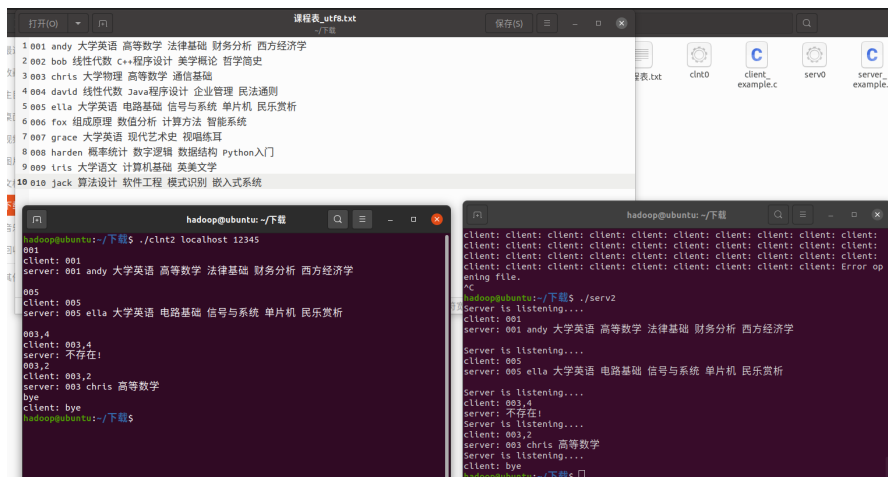 打开(O)
课程表_utf8.txt
~/下载
保存(S)
1 001 andy 大学英语 高等数学 法律基础 财务分析 西方经济学
2 002 bob 线性代数 C++程序设计 美学概论 哲学简史
3 003 chris 大学物理 高等数学 通信基础
4 004 david 线性代数 Java程序设计 企业管理 民法通则
5 005 ella 大学英语 电路基础 信号与系统 单片机 民乐赏析
6 006 fox 组成原理 数值分析 计算方法 智能系统
7 007 grace 大学英语 现代艺术史 视唱练耳
8 008 harden 概率统计 数字逻辑 数据结构 Python入门
9 009 iris 大学语文 计算机基础 英美文学
10 010 jack 算法设计 软件工程 模式识别 嵌入式系统
表.txt
clnt0
client_
example.c
serv0
server_
example.
hadoop@ubuntu: ~/下载
hadoop@ubuntu:~/下载$ ./clnt2 localhost 12345
001
client: 001
server: 001 andy 大学英语 高等数学 法律基础 财务分析 西方经济学
005
client: 005
server: 005 ella 大学英语 电路基础 信号与系统 单片机 民乐赏析
003,4
client: 003,4
server: 不存在!
003,2
client: 003,2
server: 003 chris 高等数学
bye
client: bye
hadoop@ubuntu:~/下载$
hadoop@ubuntu: ~/下载
client: client: client: client: client: client: client: client: client: client:
client: client: client: client: client: client: client: client: client: client:
client: client: client: client: client: client: client: client: client: client:
client: client: client: client: client: client: client: client: client: Error op
ening file.
^C
hadoop@ubuntu:~/下载$ ./serv2
Server is listening....
client: 001
server: 001 andy 大学英语 高等数学 法律基础 财务分析 西方经济学
Server is listening....
client: 005
server: 005 ella 大学英语 电路基础 信号与系统 单片机 民乐赏析
Server is listening....
client: 003,4
server: 不存在!
Server is listening....
client: 003,2
server: 003 chris 高等数学
Server is listening....
client: bye
hadoop@ubuntu:~/下载$